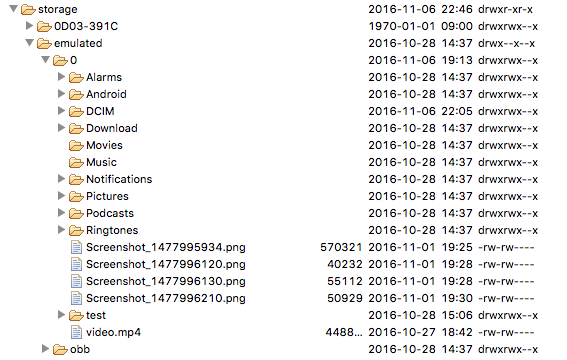 storage 2016-11-06 22:46 drwxr-xr-x
0D03-391C 1970-01-01 09:00 drwxrwx--x
emulated 2016-10-28 14:37 drwx--x--x
0 2016-11-06 19:13 drwxrwx--x
Alarms 2016-10-28 14:37 drwxrwx--x
Android 2016-10-28 14:37 drwxrwx--x
DCIM 2016-11-06 22:05 drwxrwx--x
Download 2016-10-28 14:37 drwxrwx--x
Movies 2016-10-28 14:37 drwxrwx--x
Music 2016-10-28 14:37 drwxrwx--x
Notifications 2016-10-28 14:37 drwxrwx--x
Pictures 2016-10-28 14:37 drwxrwx--x
Podcasts 2016-10-28 14:37 drwxrwx--x
Ringtones 2016-10-28 14:37 drwxrwx--x
Screenshot_1477995934.png 570321 2016-11-01 19:25 -rw-rw----
Screenshot_1477996120.png 40232 2016-11-01 19:28 -rw-rw----
Screenshot_1477996130.png 55112 2016-11-01 19:28 -rw-rw----
Screenshot_1477996210.png 50929 2016-11-01 19:30 -rw-rw----
test 2016-10-28 15:06 drwxrwx--x
video.mp4 4488... 2016-10-27 18:42 -rw-rw----
obb 2016-10-28 14:37 drwxrwx--x